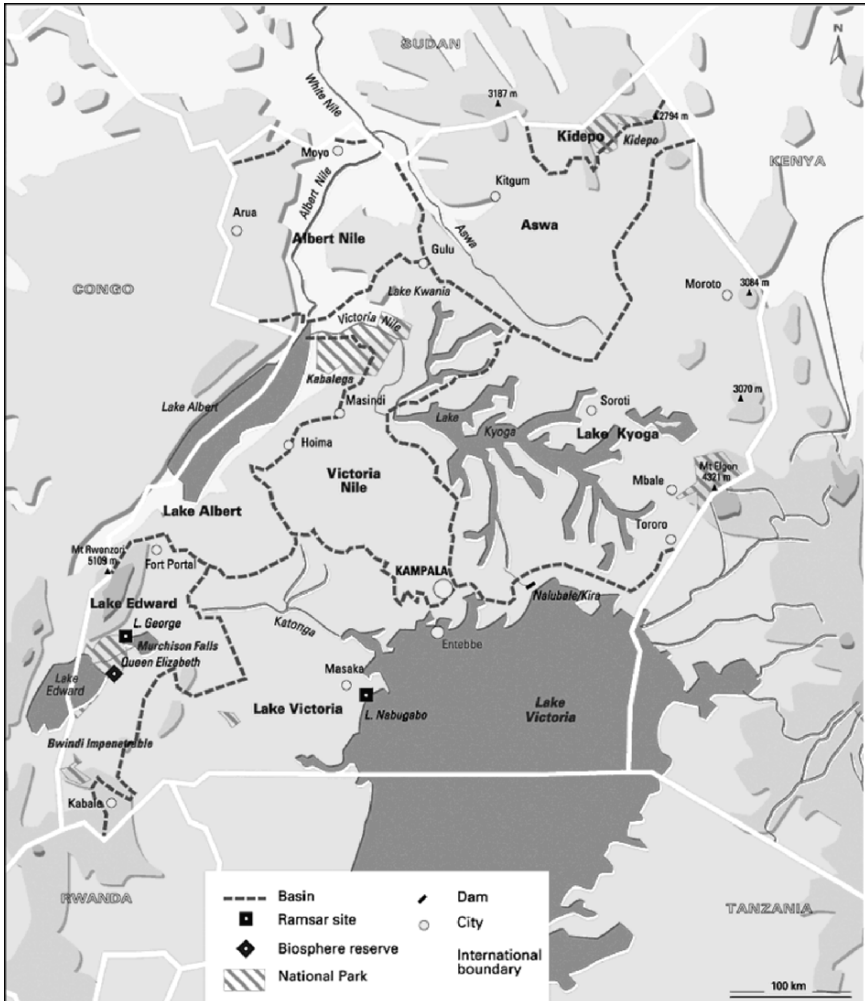 SUDAN
N
White Nile
3187 m
2794 m
Kidepo
Kidepo
Moyo
KENYA
Albert Nile
Kitgum
Arua
Aswa
Aswa
Albert Nile
Gulu
CONGO
Lake Kwania
Moroto
3084 m
Victoria Nile
Kabalega
3070 m
Lake Albert
Masindi
Soroti
Lake
Kyoga
Lake Kyoga
Hoima
Victoria
Nile
Mbale
Mt Elgon
4321 m
Lake Albert
Tororo
Mt Rwenzori
5109 m
Fort Portal
KAMPALA
Nalubale/Kira
Lake Edward
L. George
Katonga
Murchison Falls
Queen Elizabeth
Entebbe
Lake
Edward
Masaka
Lake Victoria
L. Nabugabo
Lake
Victoria
Bwindi Impenetrable
Kabale
RWANDA
TANZANIA
Basin
Ramsar site
Biosphere reserve
National Park
Dam
City
International
boundary
100 km